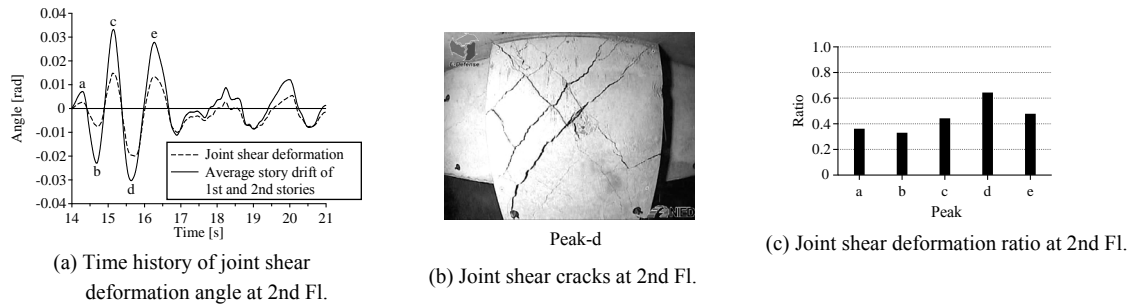 0.04
0.03
0.02
0.01
0
-0.01
-0.02
-0.03
-0.04
Angle [rad]
a
b
c
d
e
Joint shear deformation
Average story drift of
1st and 2nd stories
14 15 16 17 18 19 20 21
Time [s]
(a) Time history of joint shear
deformation angle at 2nd Fl.
E-Defense
NIED
Peak-d
(b) Joint shear cracks at 2nd Fl.
1.0
0.8
0.6
0.4
0.2
0
Ratio
a b c d e
Peak
(c) Joint shear deformation ratio at 2nd Fl.